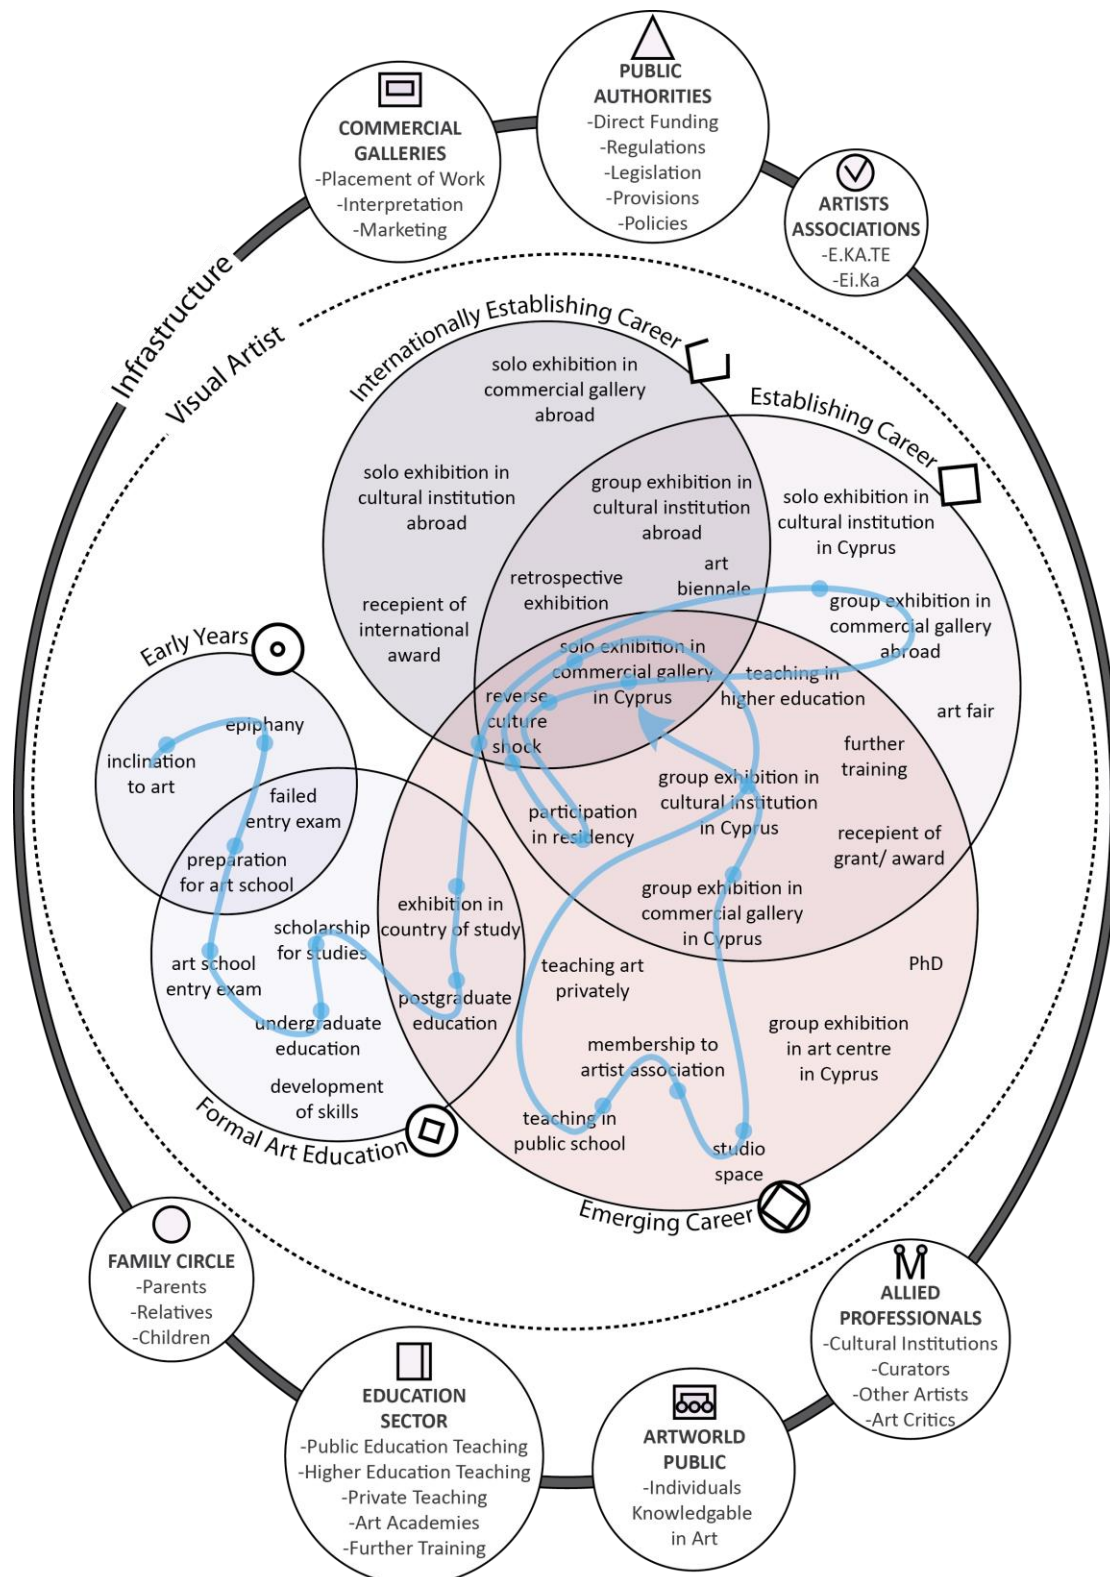 PUBLIC
AUTHORITIES
-Direct Funding
-Regulations
-Legislation
-Provisions
-Policies
COMMERCIAL
GALLERIES
-Placement of Work
-Interpretation
-Marketing
ARTISTS
ASSOCIATIONS
-E.KA.TE
-Ei.Ka
Infrastructure
Visual Artist
Internationally Establishing Career
solo exhibition in
commercial gallery
abroad
solo exhibition in
cultural institution
abroad
recepient of
international
award
Establishing Career
group exhibition in
cultural institution
abroad
solo exhibition in
cultural institution
in Cyprus
art
biennale
retrospective
exhibition
group exhibition in
commercial gallery
abroad
solo exhibition in
commercial gallery
in Cyprus
teaching in
higher education
reverse
culture
shock
art fair
further
training
group exhibition in
cultural institution
in Cyprus
participation
in residency
recepient of
grant/ award
group exhibition in
commercial gallery
in Cyprus
Early Years
epiphany
inclination
to art
failed
entry exam
preparation
for art school
exhibition in
country of study
scholarship
for studies
art school
entry exam
postgraduate
education
undergraduate
education
development
of skills
Formal Art Education
teaching art
privately
PhD
group exhibition
in art centre
in Cyprus
membership to
artist association
teaching in
public school
studio
space
Emerging Career
FAMILY CIRCLE
-Parents
-Relatives
-Children
ALLIED
PROFESSIONALS
-Cultural Institutions
-Curators
-Other Artists
-Art Critics
EDUCATION
SECTOR
-Public Education Teaching
-Higher Education Teaching
-Private Teaching
-Art Academies
-Further Training
ARTWORLD
PUBLIC
-Individuals
Knowledgable
in Art